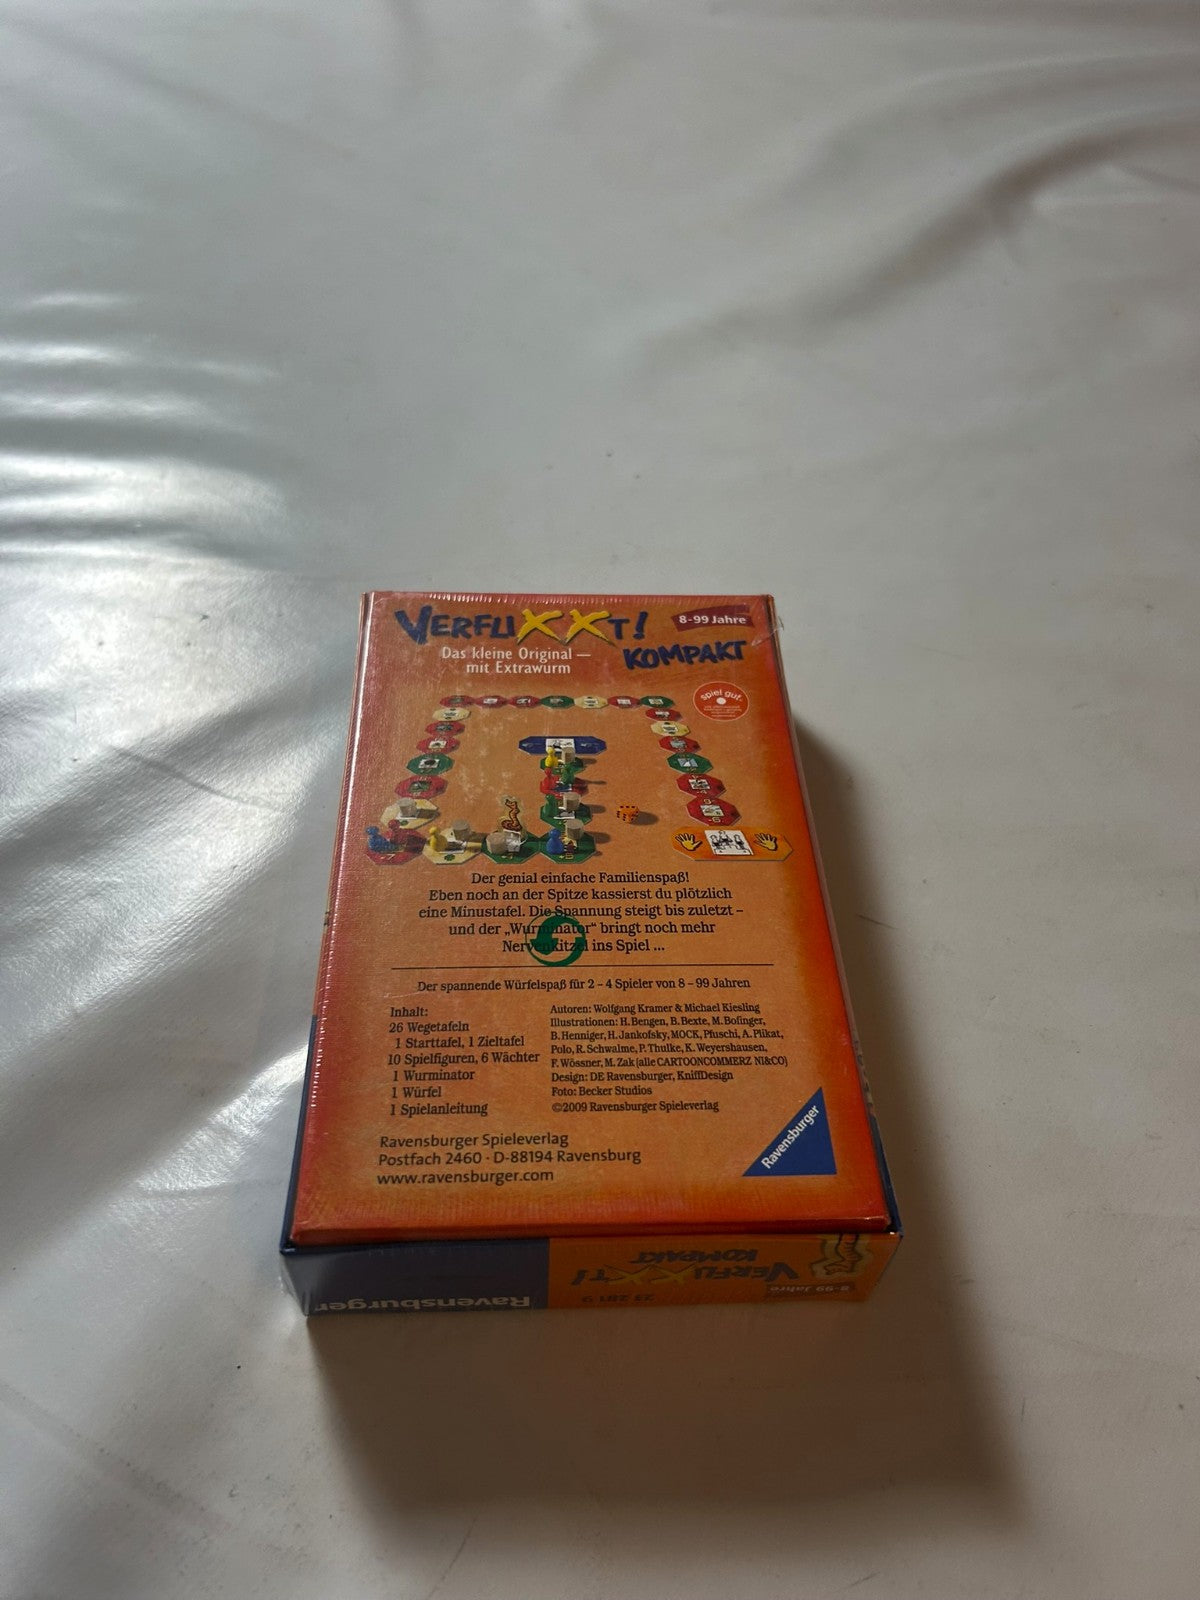 VERFLIXXT!
KOMPAKT
8-99 Jahre
Das kleine Original —
mit Extrawurm
spiel gut
Der genial einfache Familienspaß!
Eben noch an der Spitze kassierst du plötzlich
eine Minustafel. Die Spannung steigt bis zuletzt –
und der „Wurminator“ bringt noch mehr
Nervenkitzel ins Spiel ...
Der spannende Würfelspaß für 2 – 4 Spieler von 8 – 99 Jahren
Inhalt:
26 Wegetafeln
1 Starttafel, 1 Zieltafel
10 Spielfiguren, 6 Wächter
1 Wurminator
1 Würfel
1 Spielanleitung
Autoren: Wolfgang Kramer & Michael Kiesling
Illustrationen: H. Bengen, B. Bexte, M. Bofinger,
B. Henniger, H. Jankofsky, MOCK, Pfuschi, A. Plikat,
Polo, R. Schwalme, P. Thulke, K. Weyershausen,
F. Wössner, M. Zak (alle CARTOONCOMMERZ NI&CO)
Design: DE Ravensburger, KniffDesign
Foto: Becker Studios
©2009 Ravensburger Spieleverlag
Ravensburger Spieleverlag
Postfach 2460 · D-88194 Ravensburg
www.ravensburger.com
Ravensburger
VERFLIXXT!
KOMPAKT
8-99 Jahre
Ravensburger